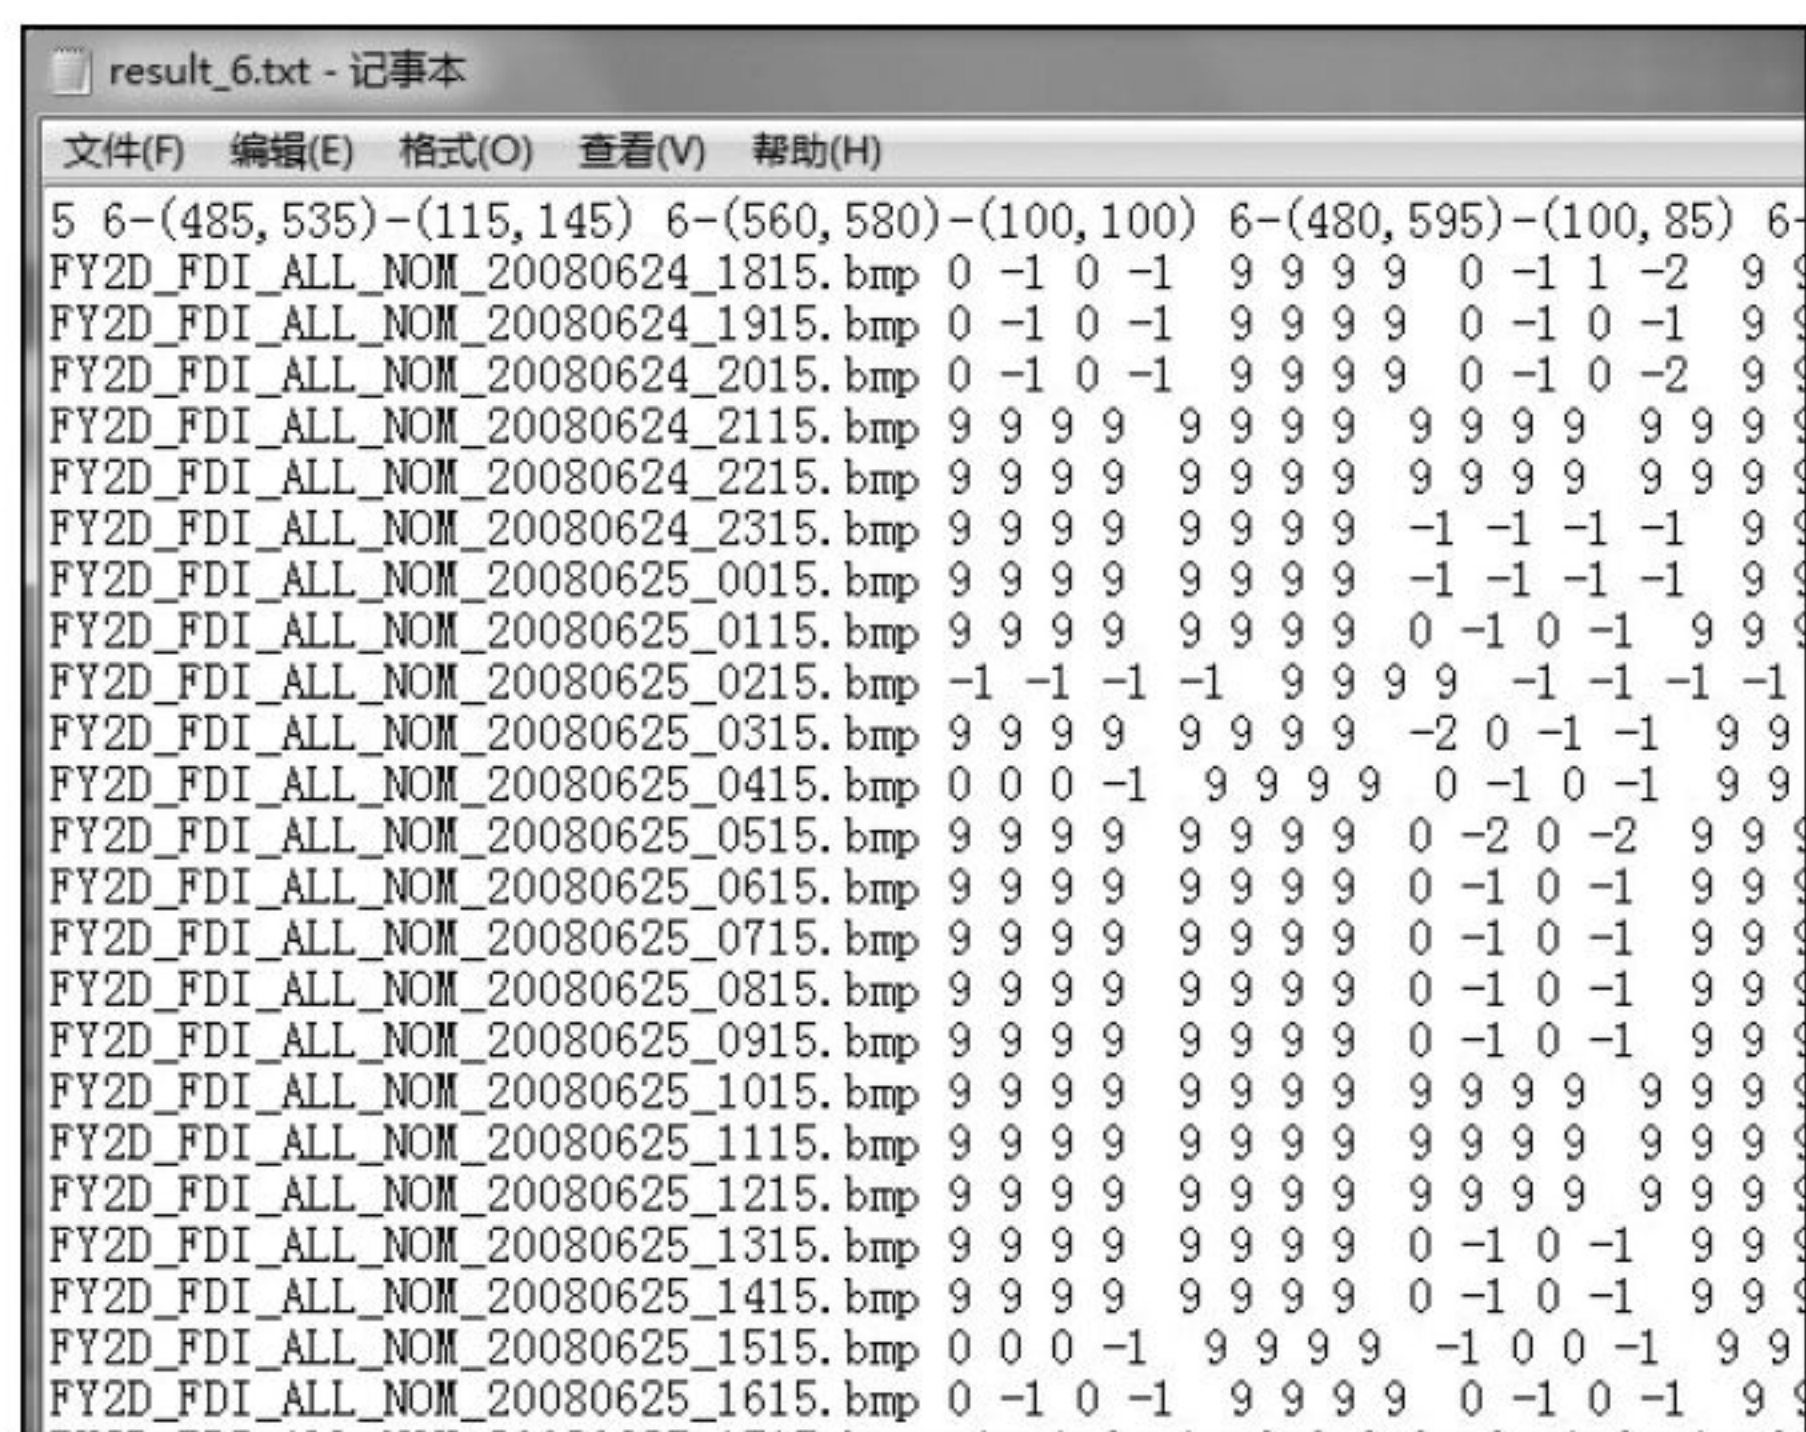 result_6.txt - 记事本
文件(F) 编辑(E) 格式(O) 查看(V) 帮助(H)
5 6-(485,535)-(115,145) 6-(560,580)-(100,100) 6-(480,595)-(100,85) 6-
FY2D_FDI_ALL_NOM_20080624_1815.bmp 0 -1 0 -1 9 9 9 9 0 -1 1 -2 9 9
FY2D_FDI_ALL_NOM_20080624_1915.bmp 0 -1 0 -1 9 9 9 9 0 -1 0 -1 9 9
FY2D_FDI_ALL_NOM_20080624_2015.bmp 0 -1 0 -1 9 9 9 9 0 -1 0 -2 9 9
FY2D_FDI_ALL_NOM_20080624_2115.bmp 9 9 9 9 9 9 9 9 9 9 9 9 9 9 9 9
FY2D_FDI_ALL_NOM_20080624_2215.bmp 9 9 9 9 9 9 9 9 9 9 9 9 9 9 9 9
FY2D_FDI_ALL_NOM_20080624_2315.bmp 9 9 9 9 9 9 9 9 -1 -1 -1 -1 9 9
FY2D_FDI_ALL_NOM_20080625_0015.bmp 9 9 9 9 9 9 9 9 -1 -1 -1 -1 9 9
FY2D_FDI_ALL_NOM_20080625_0115.bmp 9 9 9 9 9 9 9 9 0 -1 0 -1 9 9 9
FY2D_FDI_ALL_NOM_20080625_0215.bmp -1 -1 -1 -1 9 9 9 9 -1 -1 -1 -1
FY2D_FDI_ALL_NOM_20080625_0315.bmp 9 9 9 9 9 9 9 9 -2 0 -1 -1 9 9
FY2D_FDI_ALL_NOM_20080625_0415.bmp 0 0 0 -1 9 9 9 9 0 -1 0 -1 9 9
FY2D_FDI_ALL_NOM_20080625_0515.bmp 9 9 9 9 9 9 9 9 0 -2 0 -2 9 9 9
FY2D_FDI_ALL_NOM_20080625_0615.bmp 9 9 9 9 9 9 9 9 0 -1 0 -1 9 9 9
FY2D_FDI_ALL_NOM_20080625_0715.bmp 9 9 9 9 9 9 9 9 0 -1 0 -1 9 9 9
FY2D_FDI_ALL_NOM_20080625_0815.bmp 9 9 9 9 9 9 9 9 0 -1 0 -1 9 9 9
FY2D_FDI_ALL_NOM_20080625_0915.bmp 9 9 9 9 9 9 9 9 0 -1 0 -1 9 9 9
FY2D_FDI_ALL_NOM_20080625_1015.bmp 9 9 9 9 9 9 9 9 9 9 9 9 9 9 9 9
FY2D_FDI_ALL_NOM_20080625_1115.bmp 9 9 9 9 9 9 9 9 9 9 9 9 9 9 9 9
FY2D_FDI_ALL_NOM_20080625_1215.bmp 9 9 9 9 9 9 9 9 9 9 9 9 9 9 9 9
FY2D_FDI_ALL_NOM_20080625_1315.bmp 9 9 9 9 9 9 9 9 0 -1 0 -1 9 9 9
FY2D_FDI_ALL_NOM_20080625_1415.bmp 9 9 9 9 9 9 9 9 0 -1 0 -1 9 9 9
FY2D_FDI_ALL_NOM_20080625_1515.bmp 0 0 0 -1 9 9 9 9 -1 0 0 -1 9 9
FY2D_FDI_ALL_NOM_20080625_1615.bmp 0 -1 0 -1 9 9 9 9 0 -1 0 -1 9 9